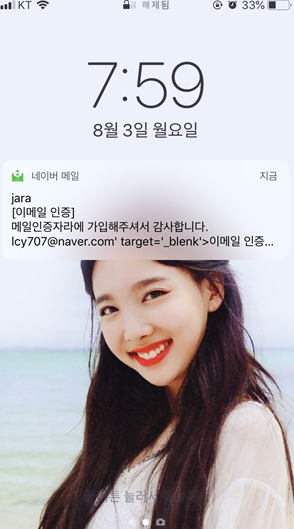 KT 해제됨 33%
7:59
8월 3일 월요일
네이버 메일 지금
jara
[이메일 인증]
메일인증자라에 가입해주셔서 감사합니다.
lcy707@naver.com' target='_blenk'>이메일 인증...
버튼 눌러서